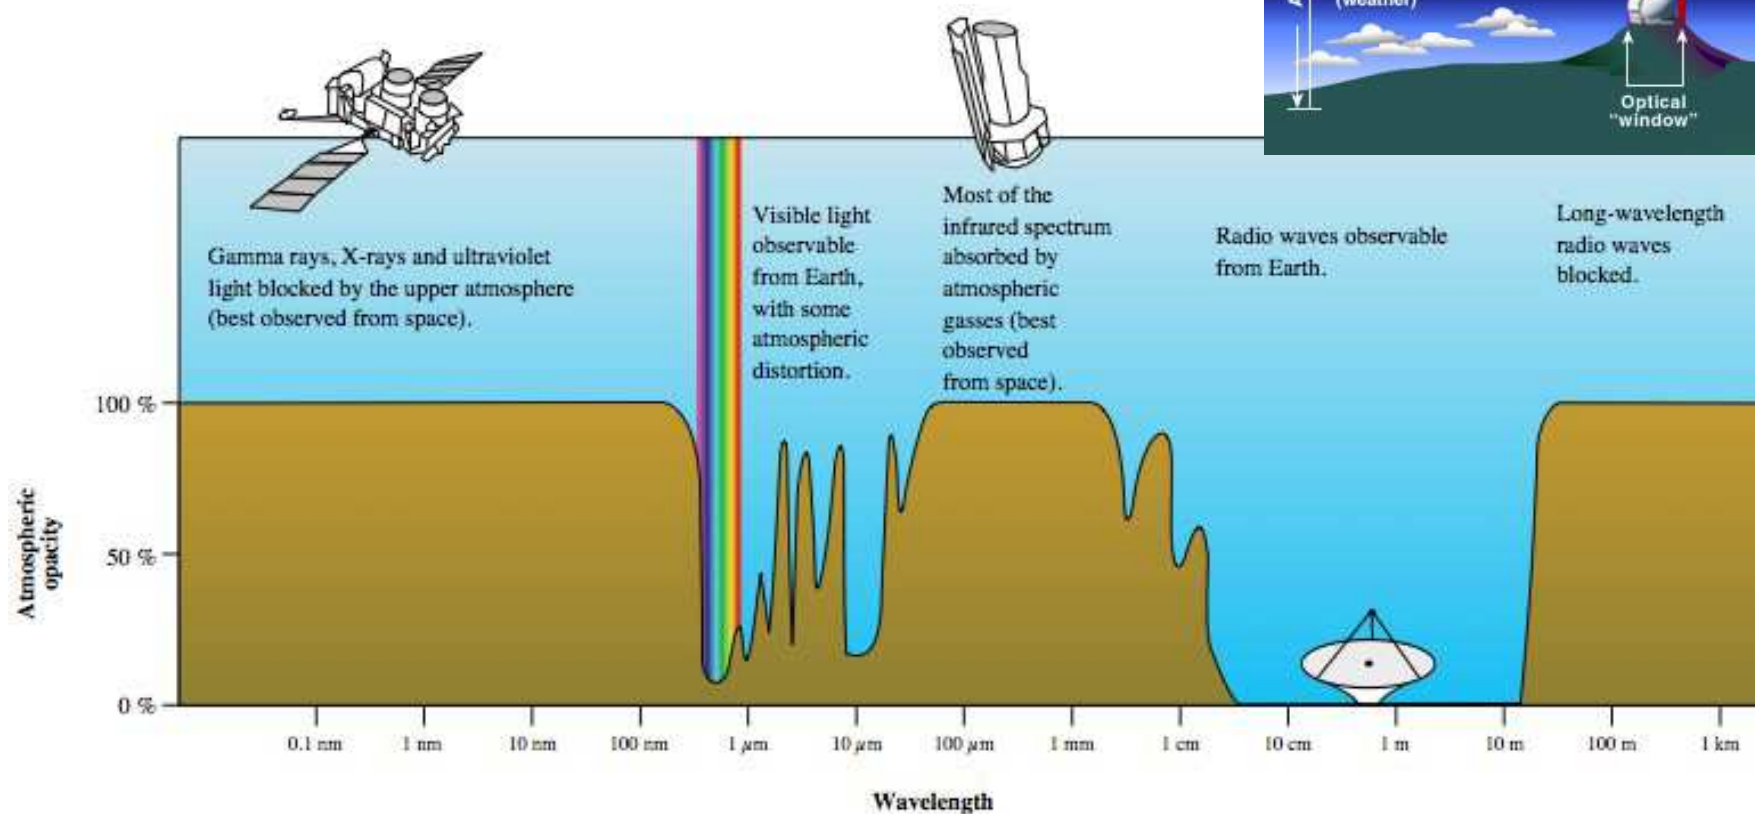 (weather)
Optical
"window"
Gamma rays, X-rays and ultraviolet
light blocked by the upper atmosphere
(best observed from space).
Visible light
observable
from Earth,
with some
atmospheric
distortion.
Most of the
infrared spectrum
absorbed by
atmospheric
gasses (best
observed
from space).
Radio waves observable
from Earth.
Long-wavelength
radio waves
blocked.
Atmospheric
opacity
100 %
50 %
0 %
0.1 nm
1 nm
10 nm
100 nm
1 μm
10 μm
100 μm
1 mm
1 cm
10 cm
1 m
10 m
100 m
1 km
Wavelength